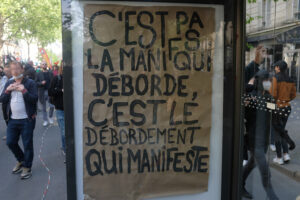 C'EST PAS
LA MANIF QUI
DÉBORDE,
C'EST LE
DÉBORDEMENT
QUI MANIFESTE